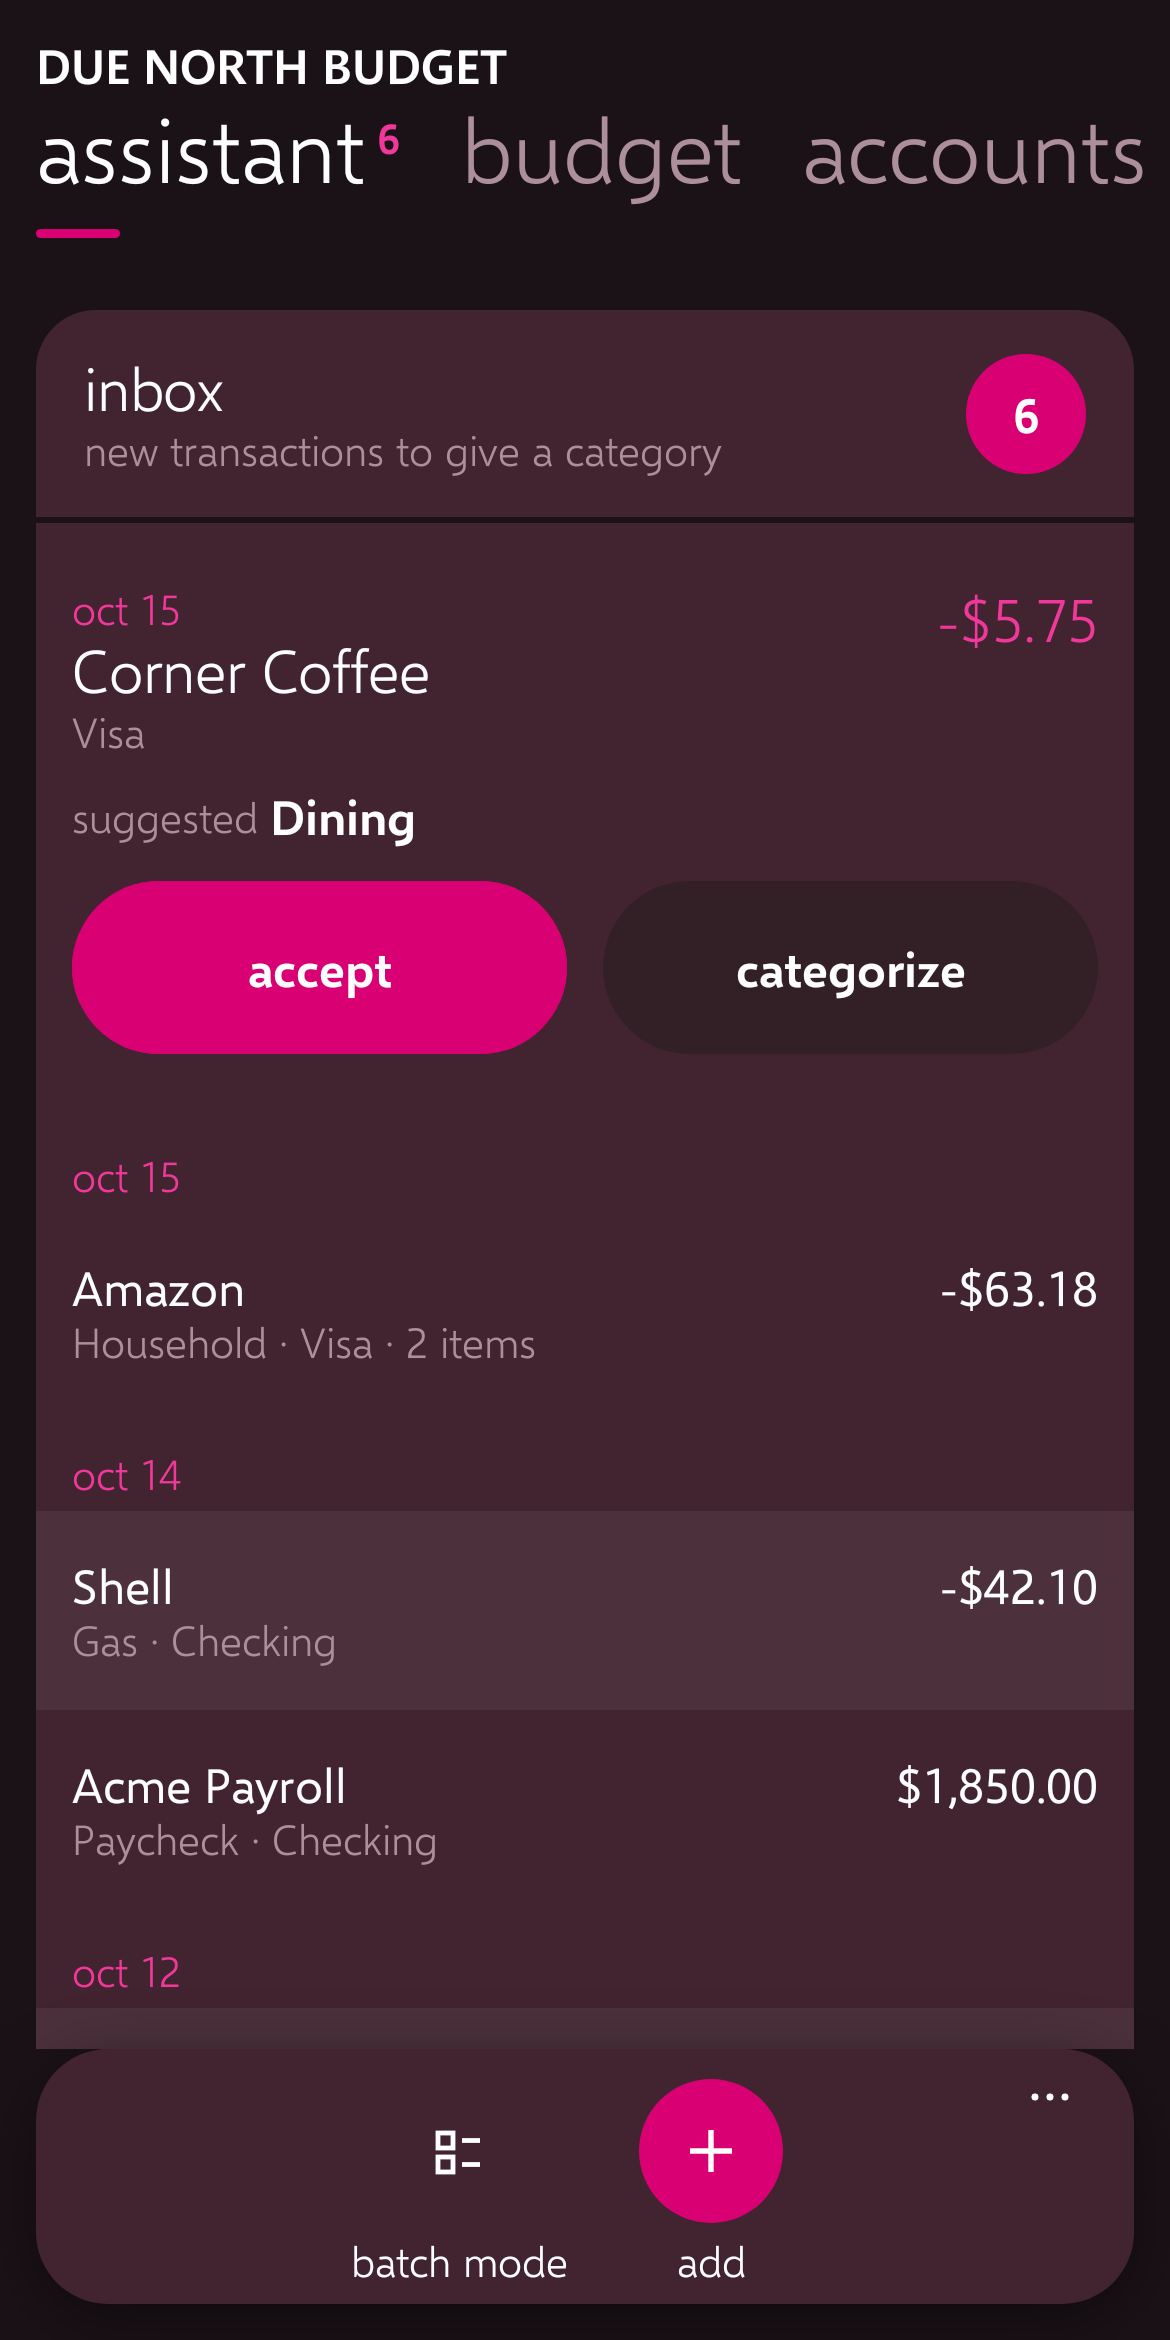 DUE NORTH BUDGET
assistant 6 budget accounts
inbox
6
new transactions to give a category
oct 15
-$5.75
Corner Coffee
Visa
suggested Dining
accept categorize
oct 15
Amazon -$63.18
Household · Visa · 2 items
oct 14
Shell -$42.10
Gas · Checking
Acme Payroll $1,850.00
Paycheck · Checking
oct 12
batch mode add